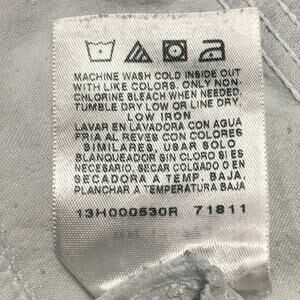 MACHINE WASH COLD INSIDE OUT
WITH LIKE COLORS. ONLY NON-
CHLORINE BLEACH WHEN NEEDED.
TUMBLE DRY LOW OR LINE DRY.
LOW IRON
LAVAR EN LAVADORA CON AGUA
FRIA AL REVES CON COLORES
SIMILARES, USAR SOLO
BLANQUEADOR SIN CLORO SI ES
NECESARIO, SECAR COLGADO O EN
SECADORA A TEMP. BAJA,
PLANCHAR A TEMPERATURA BAJA
13H000530R 71811